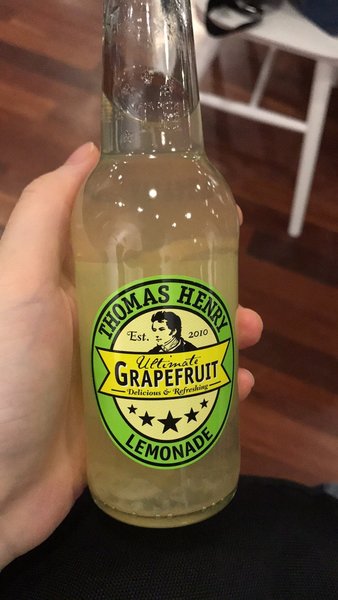 THOMAS HENRY
Est. 2010
Ultimate
GRAPEFRUIT
Delicious & Refreshing
LEMONADE